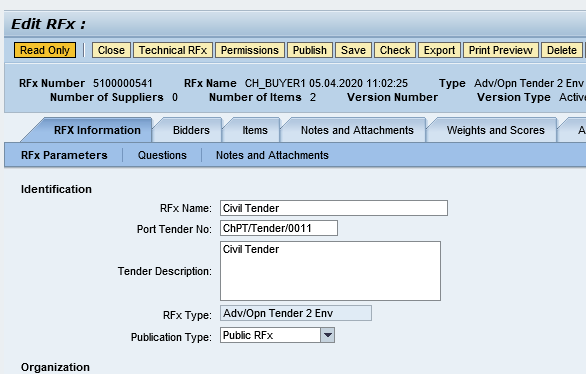 Edit RFx :
Read Only Close Technical RFx Permissions Publish Save Check Export Print Preview Delete
RFx Number 5100000541 RFx Name CH_BUYER1 05.04.2020 11:02:25 Type Adv/Opn Tender 2 Env
Number of Suppliers 0 Number of Items 2 Version Number Version Type Active
RFX Information Bidders Items Notes and Attachments Weights and Scores A
RFx Parameters Questions Notes and Attachments
Identification
RFx Name: Civil Tender
Port Tender No: ChPT/Tender/0011
Civil Tender
Tender Description:
RFx Type: Adv/Opn Tender 2 Env
Publication Type: Public RFx
Organization